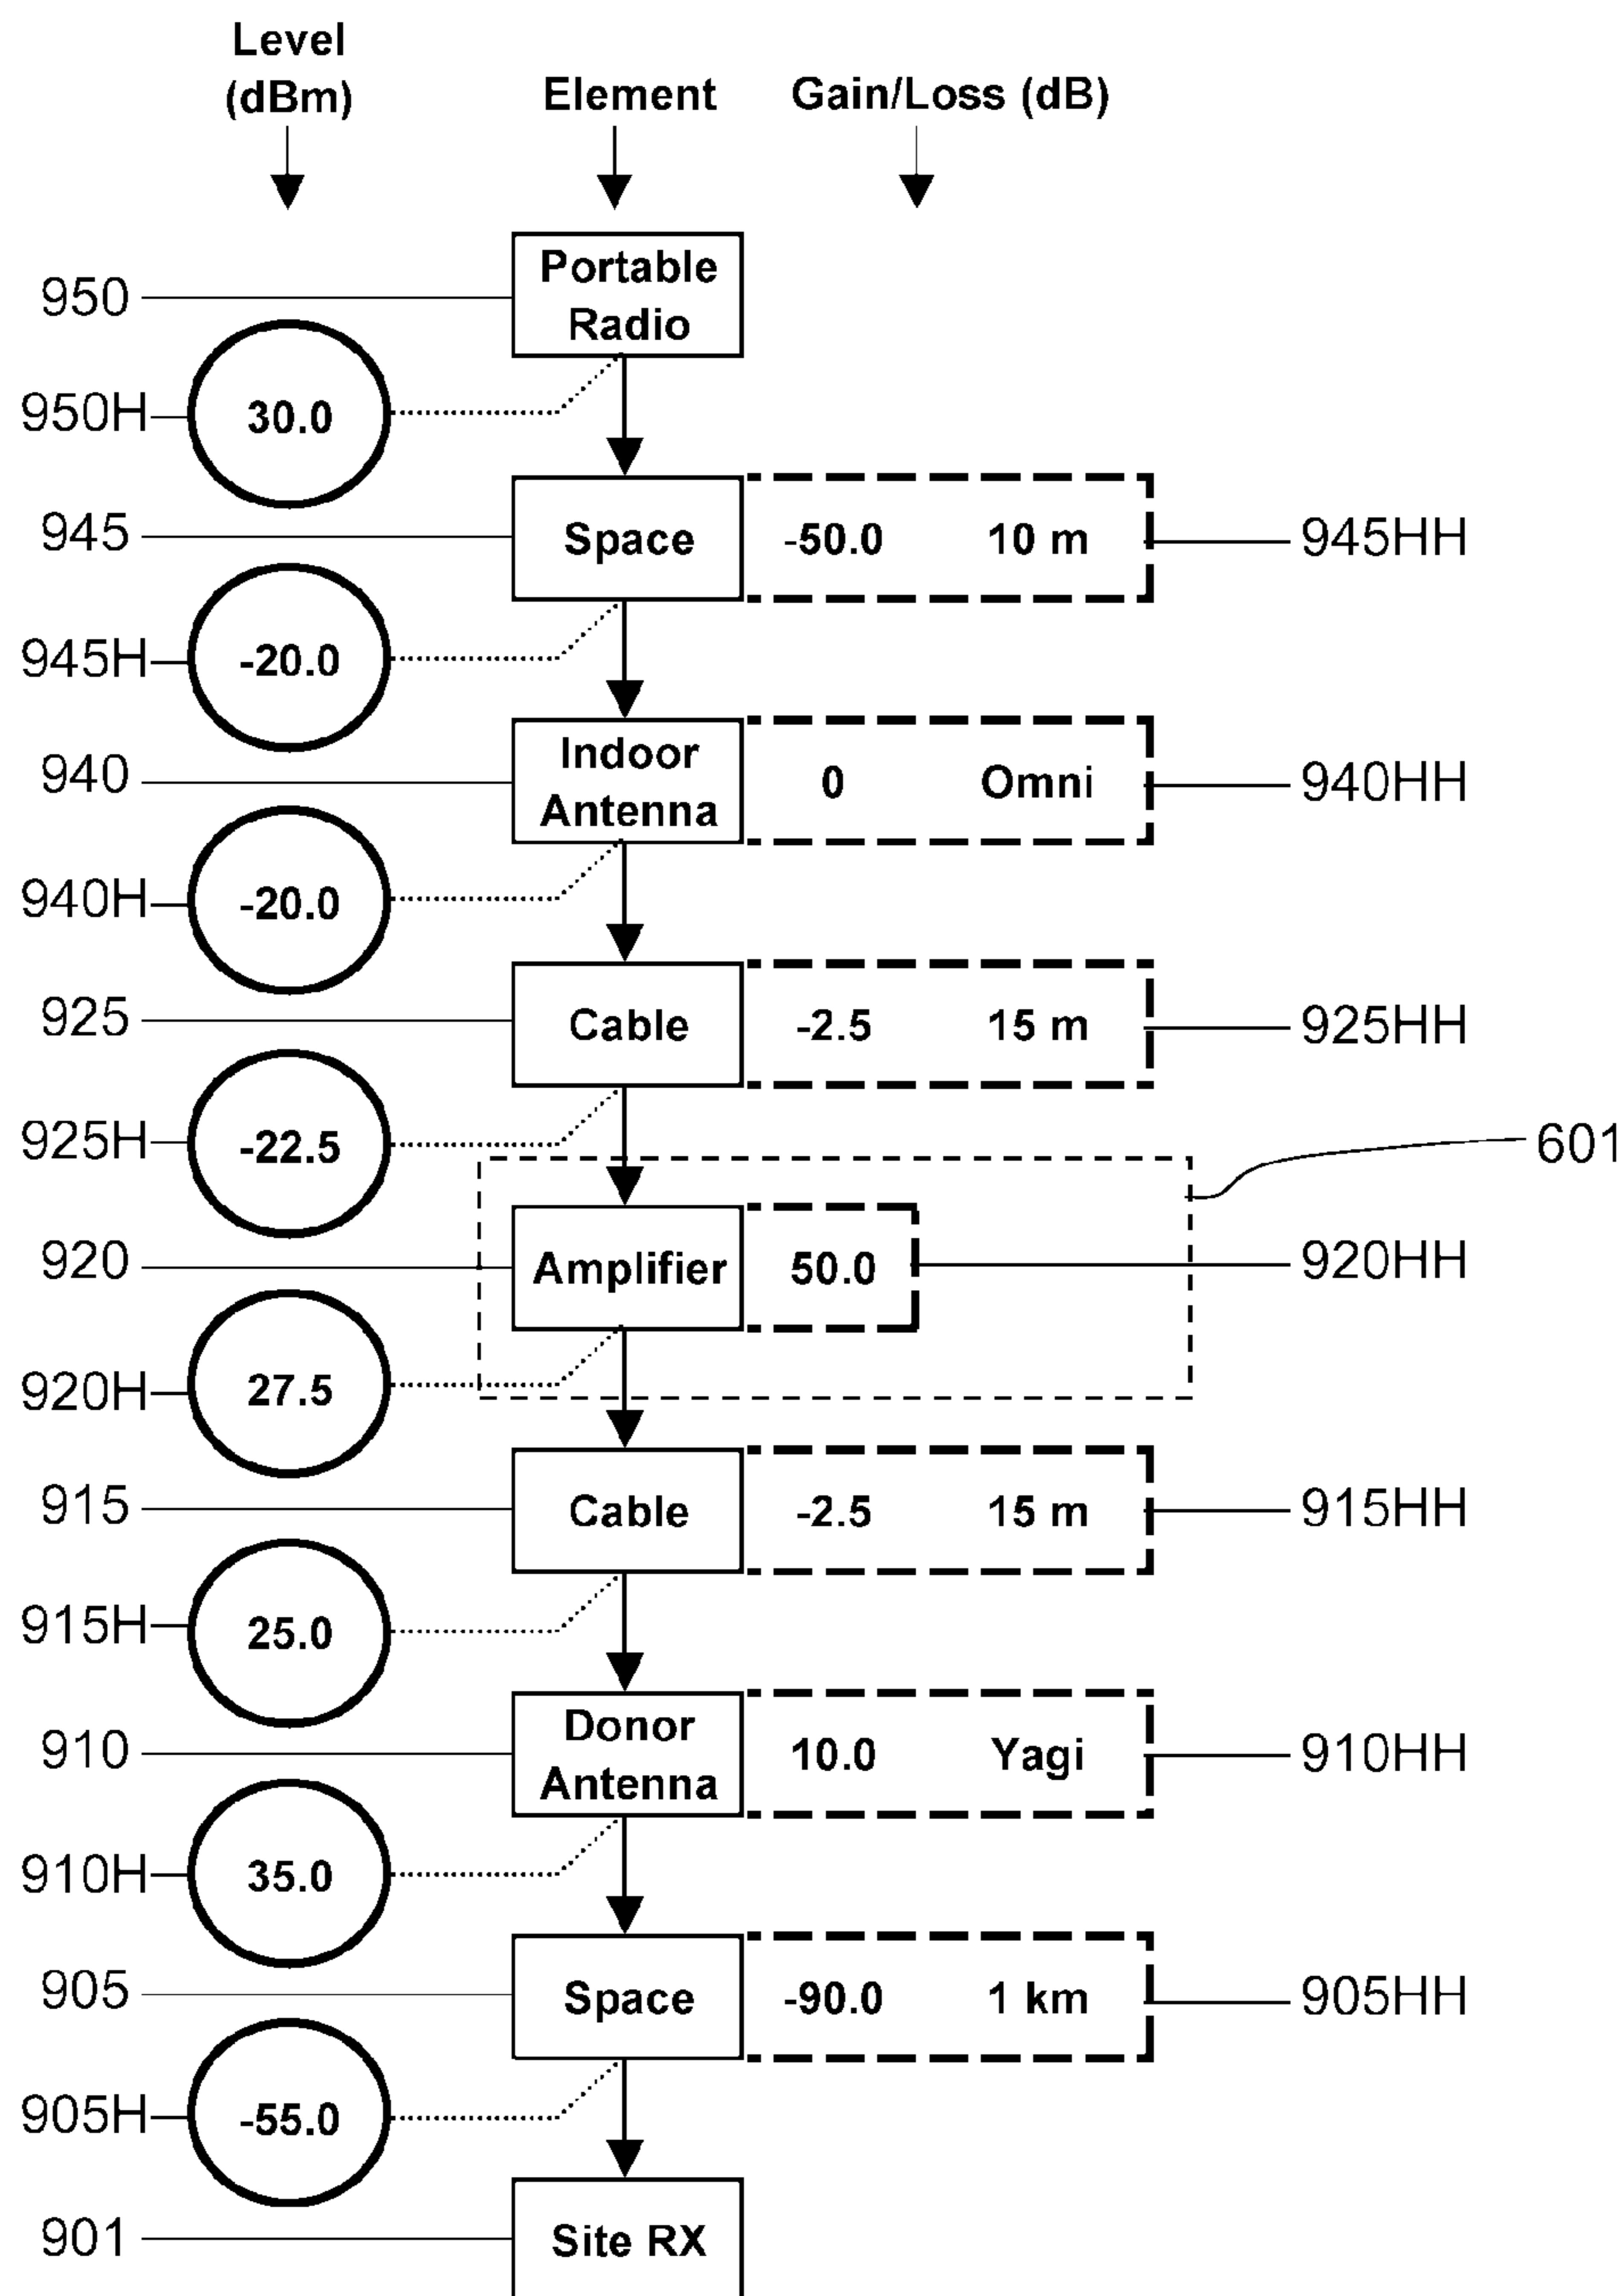 Level
(dBm)
Element
Gain/Loss (dB)
950
Portable
Radio
950H
30.0
945
Space
-50.0
10 m
945HH
945H
-20.0
940
Indoor
Antenna
0
Omni
940HH
940H
-20.0
925
Cable
-2.5
15 m
925HH
925H
-22.5
601
920
Amplifier
50.0
920HH
920H
27.5
915
Cable
-2.5
15 m
915HH
915H
25.0
910
Donor
Antenna
10.0
Yagi
910HH
910H
35.0
905
Space
-90.0
1 km
905HH
905H
-55.0
901
Site RX